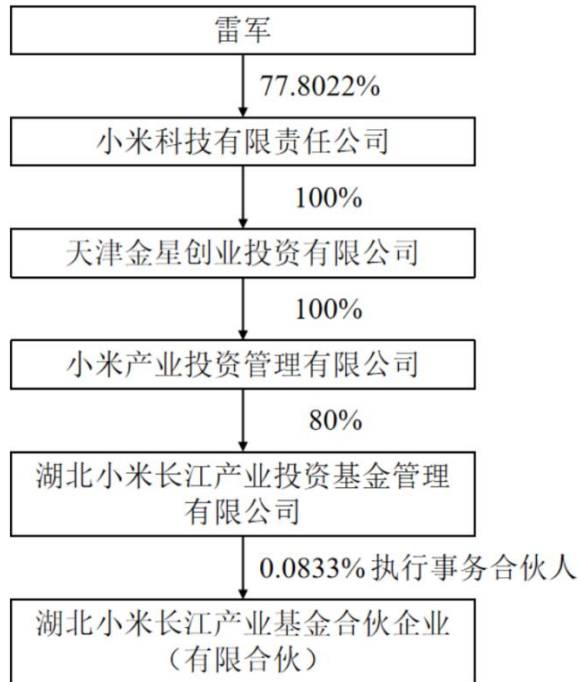 雷军
77.8022%
小米科技有限责任公司
100%
天津金星创业投资有限公司
100%
小米产业投资管理有限公司
80%
湖北小米长江产业投资基金管理
有限公司
0.0833% 执行事务合伙人
湖北小米长江产业基金合伙企业
（有限合伙）